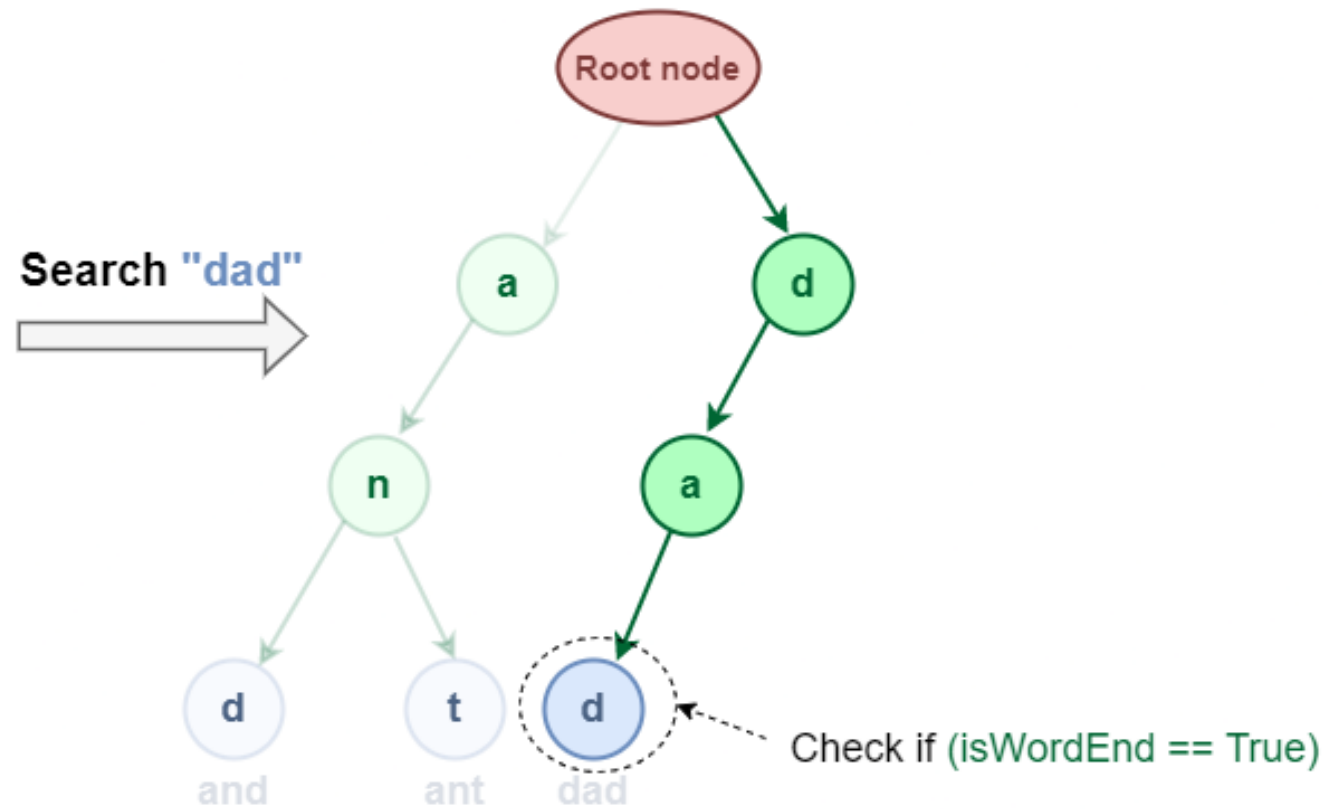 Root node
a
d
Search "dad"
n
a
d
t
d
Check if (isWordEnd == True)
and
ant
dad